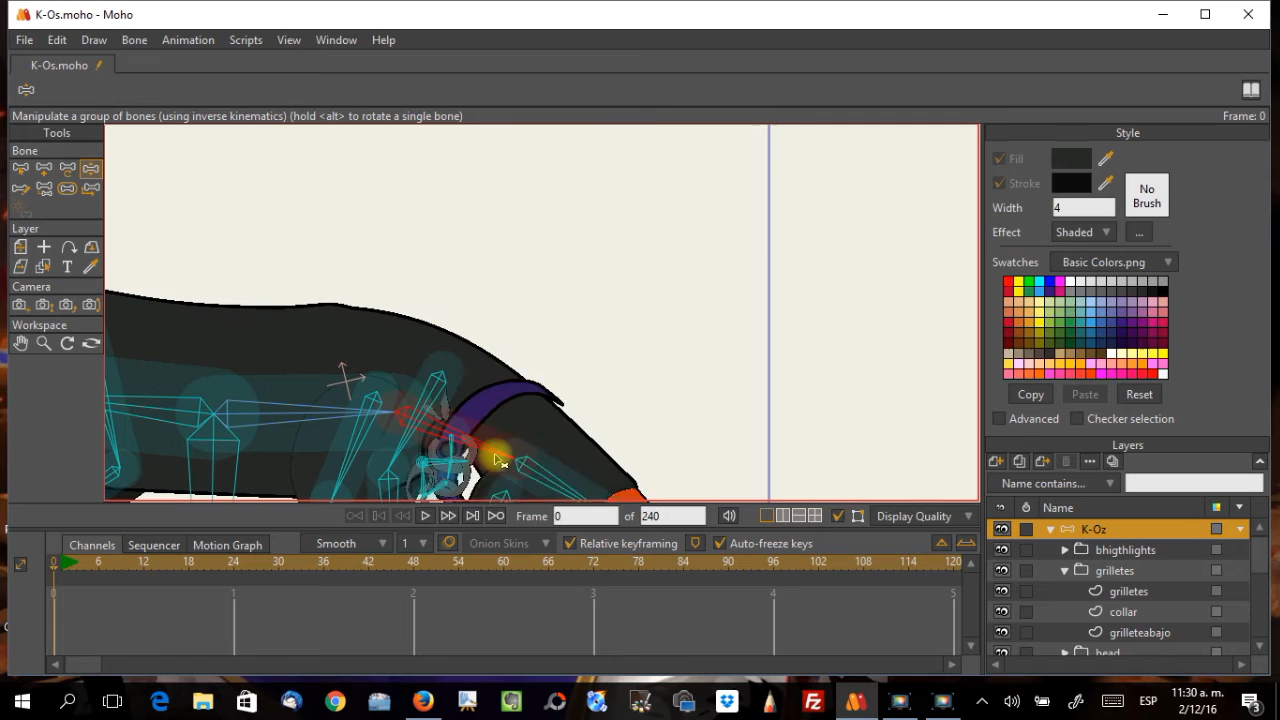 K-Os.moho - Moho
File Edit Draw Bone Animation Scripts View Window Help
K-Os.moho
Manipulate a group of bones (using inverse kinematics) (hold <alt> to rotate a single bone) Frame: 0
Tools
Style
Bone
Fill
No Brush
Stroke
Width 4
Layer
Effect Shaded ...
Swatches Basic Colors.png
T
Camera
Workspace
Copy Paste Reset
Advanced Checker selection
Layers
Name contains...
Frame 0 of 240 Display Quality
K-Oz
Channels Sequencer Motion Graph Smooth 1 Onion Skins Relative keyframing Auto-freeze keys
bhigthlights
0 6 12 18 24 30 36 42 48 54 60 66 72 78 84 90 96 102 108 114 120
grilletes
0 1 2 3 4 5
grilletes
collar
grilleteabajo
head
ESP 11:30 a. m.
2/12/16
3